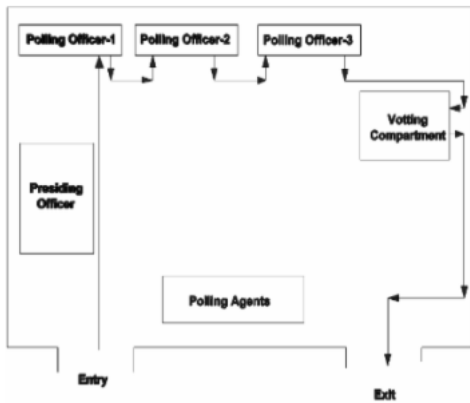 Polling Officer-1
Polling Officer-2
Polling Officer-3
Votting
Compartment
Presiding
Officer
Polling Agents
Entry
Exit